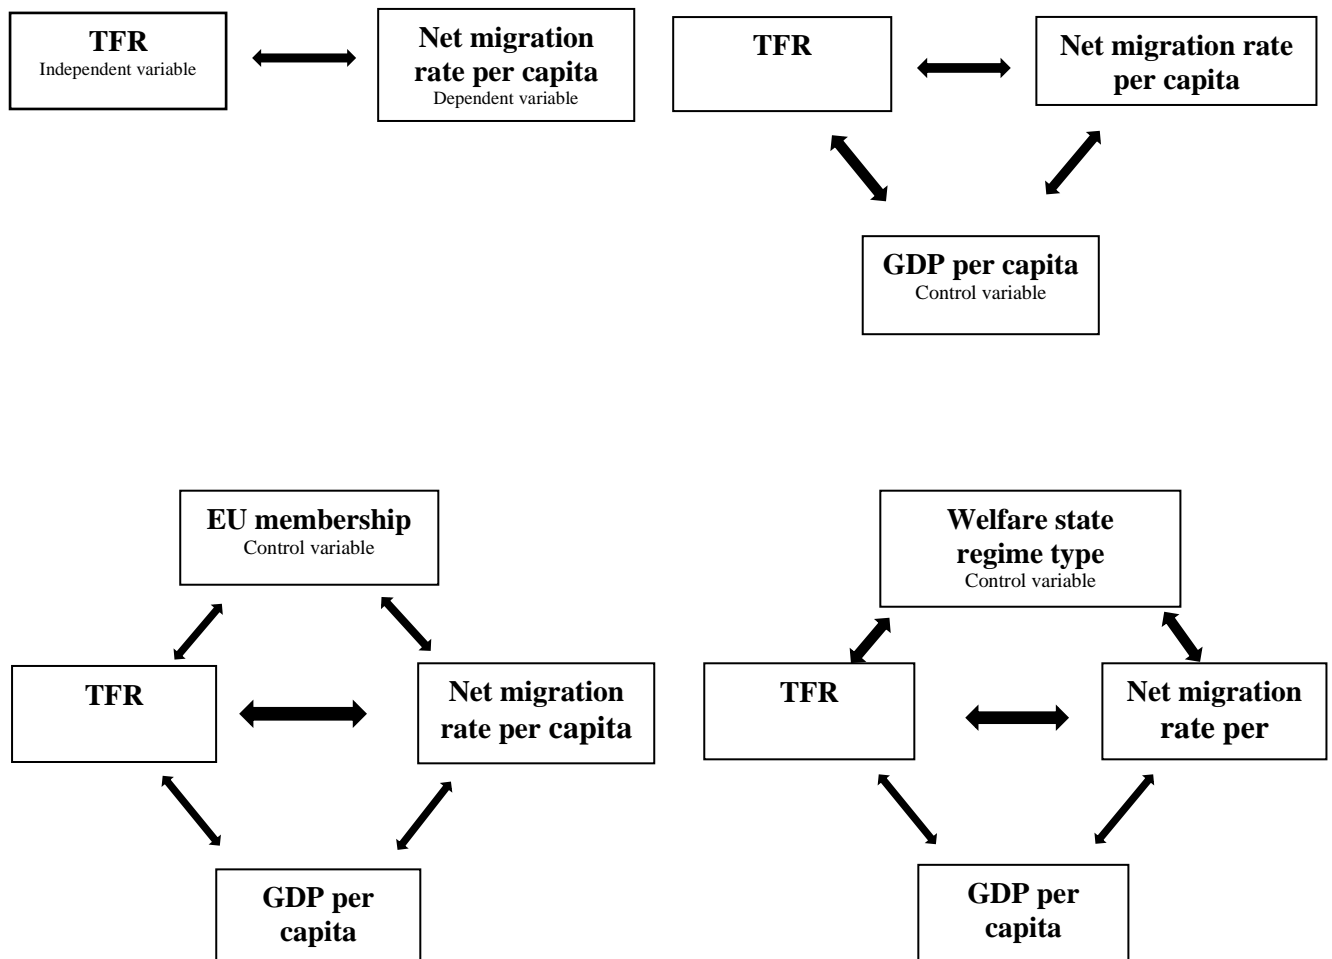 TFR
Independent variable
Net migration
rate per capita
Dependent variable
TFR
Net migration rate
per capita
GDP per capita
Control variable
EU membership
Control variable
TFR
Net migration
rate per capita
GDP per
capita
Welfare state
regime type
Control variable
TFR
Net migration
rate per
GDP per
capita